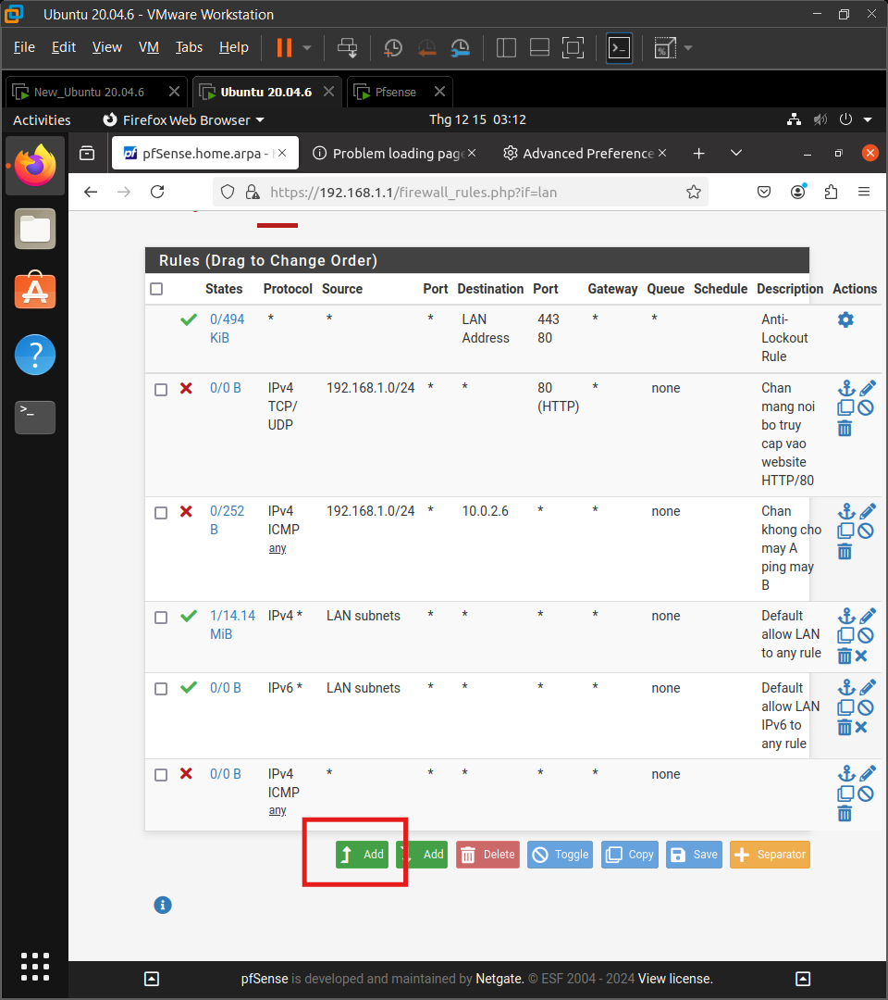 Ubuntu 20.04.6 - VMware Workstation
File Edit View VM Tabs Help
New_Ubuntu 20.04.6
Ubuntu 20.04.6
Pfsense
Activities
Firefox Web Browser
Thg 12 15 03:12
pfSense.home.arpa -
Problem loading page
Advanced Preference
https://192.168.1.1/firewall_rules.php?if=lan
Rules (Drag to Change Order)
States Protocol Source Port Destination Port Gateway Queue Schedule Description Actions
0/494 * * * LAN 443 * * Anti-
KiB Address 80 Lockout
Rule
0/0 B IPv4 192.168.1.0/24 * * 80 * none Chan
TCP/ (HTTP) mang noi
UDP bo truy
cap vao
website
HTTP/80
0/252 IPv4 192.168.1.0/24 * 10.0.2.6 * * none Chan
B ICMP khong cho
any may A
ping may
B
1/14.14 IPv4 * LAN subnets * * * * none Default
MiB allow LAN
to any rule
0/0 B IPv6 * LAN subnets * * * * none Default
allow LAN
IPv6 to
any rule
0/0 B IPv4 * * * * * none
ICMP
any
Add Add Delete Toggle Copy Save Separator
pfSense is developed and maintained by Netgate. © ESF 2004 - 2024 View license.